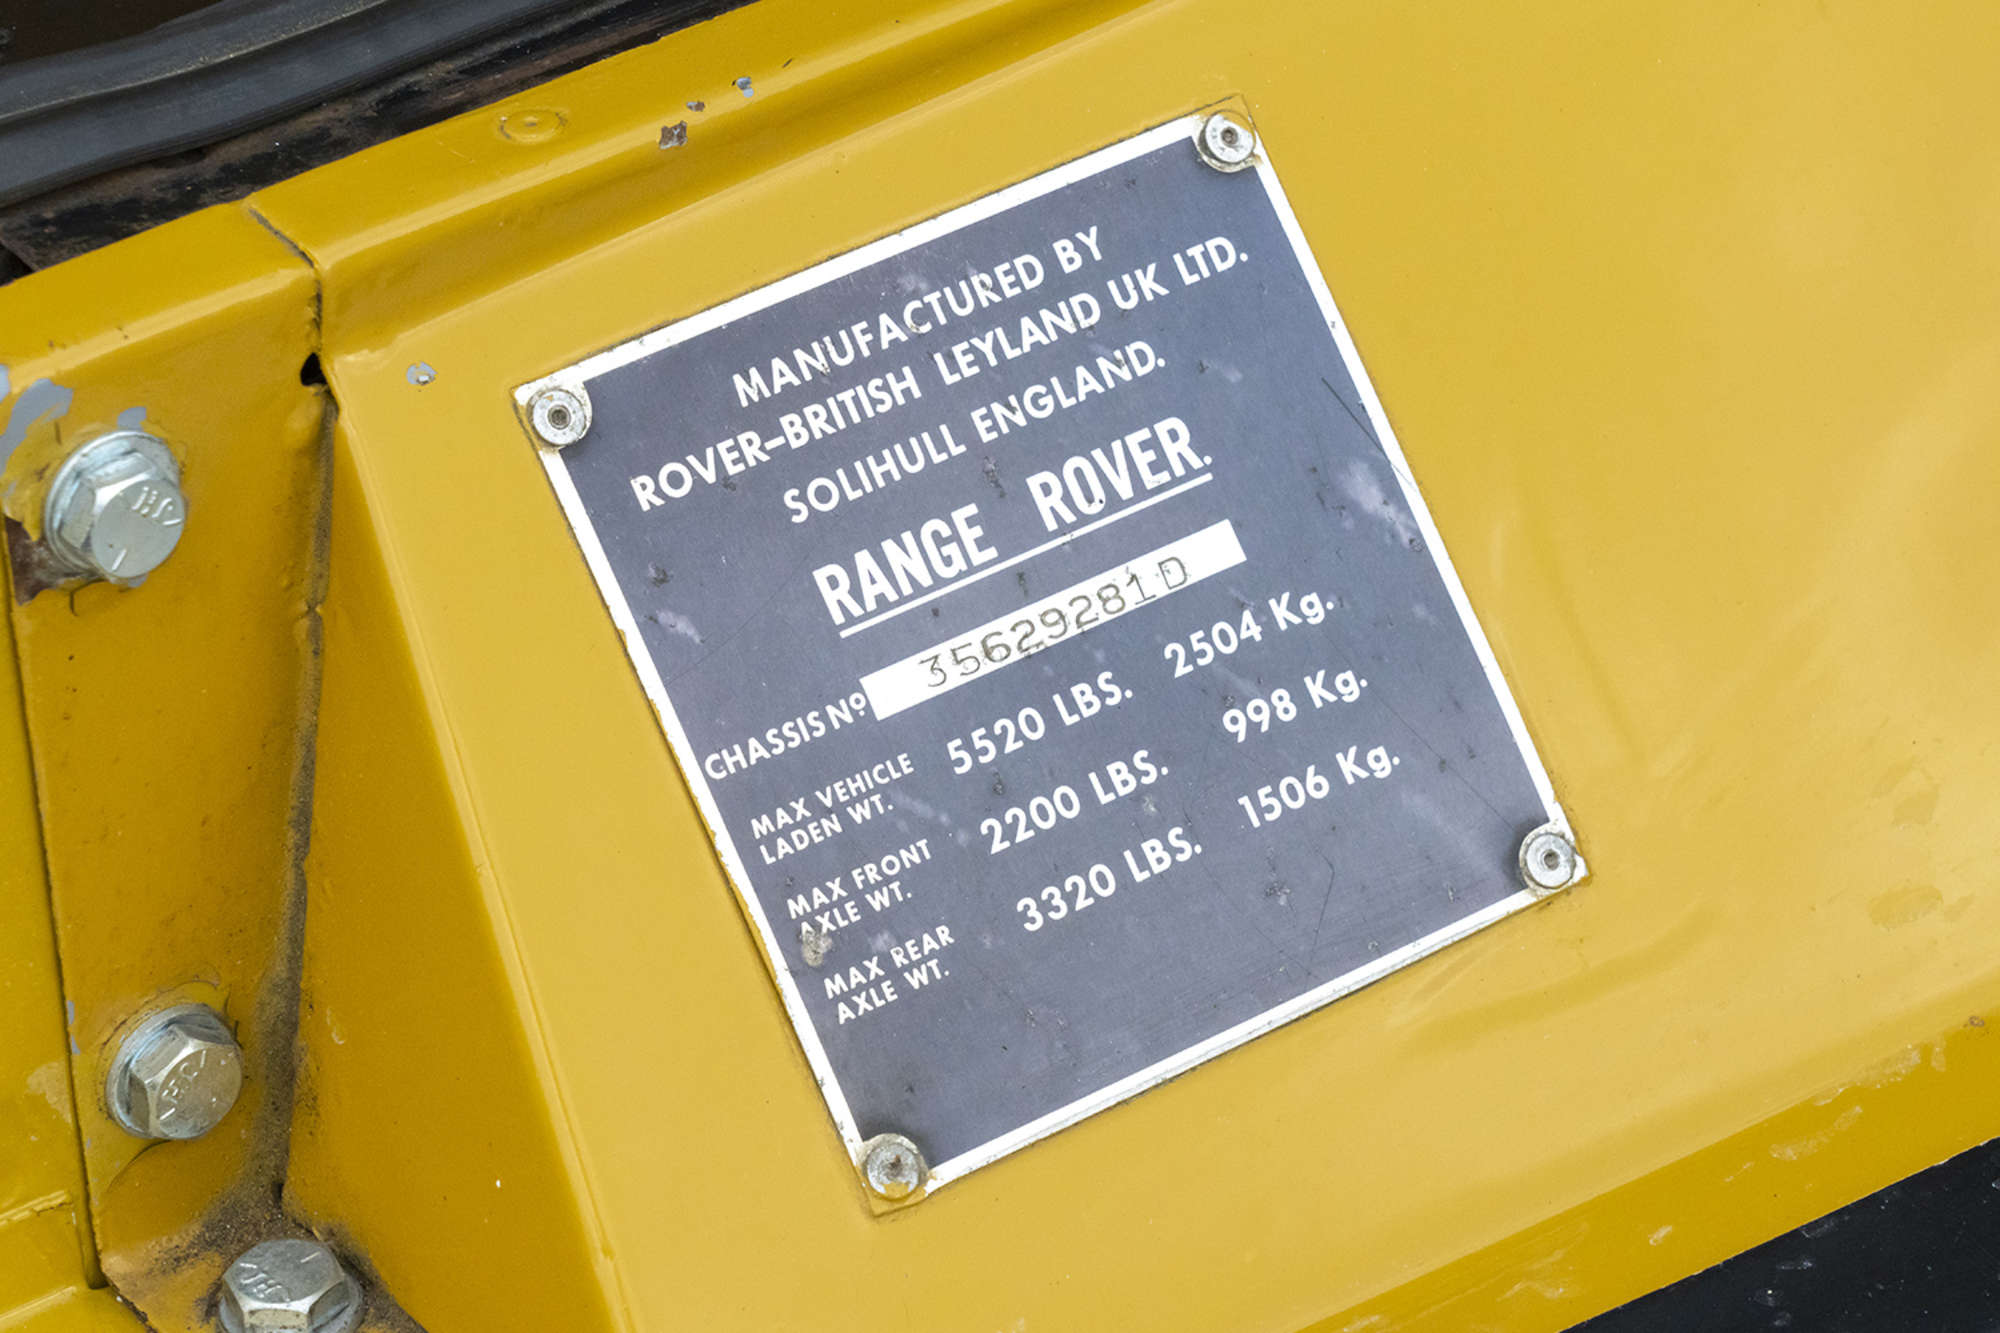 MANUFACTURED BY
ROVER-BRITISH LEYLAND UK LTD.
SOLIHULL ENGLAND.
RANGE ROVER.
CHASSIS Nº 35629281D
MAX VEHICLE LADEN WT. 5520 LBS. 2504 Kg.
MAX FRONT AXLE WT. 2200 LBS. 998 Kg.
MAX REAR AXLE WT. 3320 LBS. 1506 Kg.